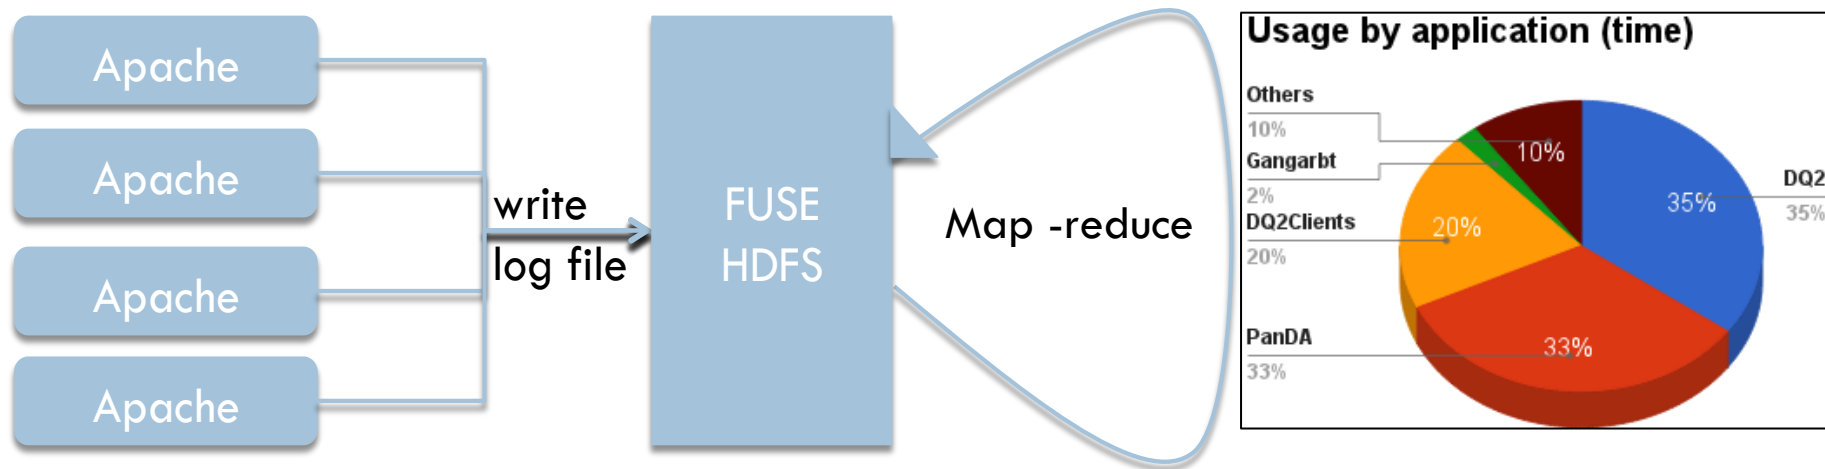 Apache
Apache
Apache
Apache
write
log file
FUSE
HDFS
Map -reduce
Usage by application (time)
Others
10%
Gangarbt
2%
DQ2Clients
20%
PanDA
33%
10%
35%
20%
33%
DQ2
35%